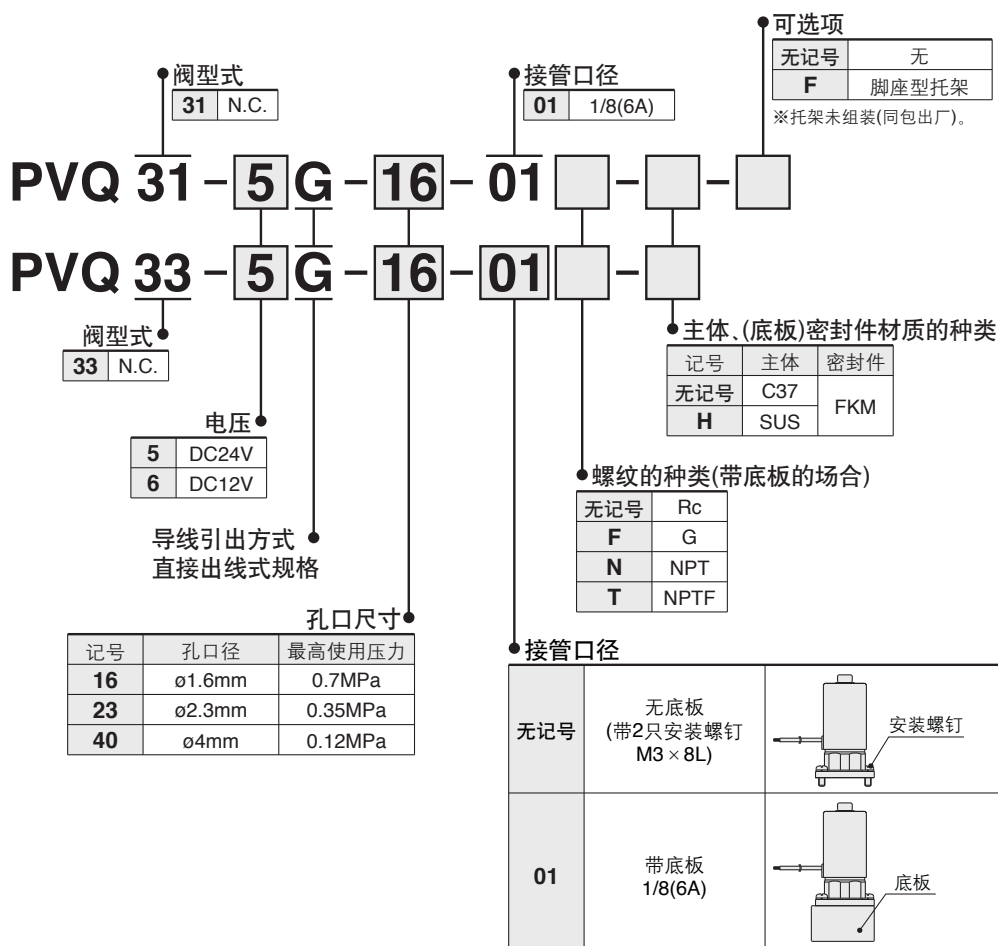 可选项
无记号 无
F 脚座型托架
※托架未组装(同包出厂)。
阀型式
31 N.C.
接管口径
01 1/8(6A)
PVQ 31 - 5 G - 16 - 01 - -
PVQ 33 - 5 G - 16 - 01 -
阀型式
33 N.C.
主体、(底板)密封件材质的种类
记号 主体 密封件
无记号 C37 FKM
H SUS
电压
5 DC24V
6 DC12V
螺纹的种类(带底板的场合)
无记号 Rc
F G
N NPT
T NPTF
导线引出方式
直接出线式规格
孔口尺寸
记号 孔口径 最高使用压力
16 ø1.6mm 0.7MPa
23 ø2.3mm 0.35MPa
40 ø4mm 0.12MPa
接管口径
无记号
无底板
(带2只安装螺钉
M3×8L)
安装螺钉
01
带底板
1/8(6A)
底板